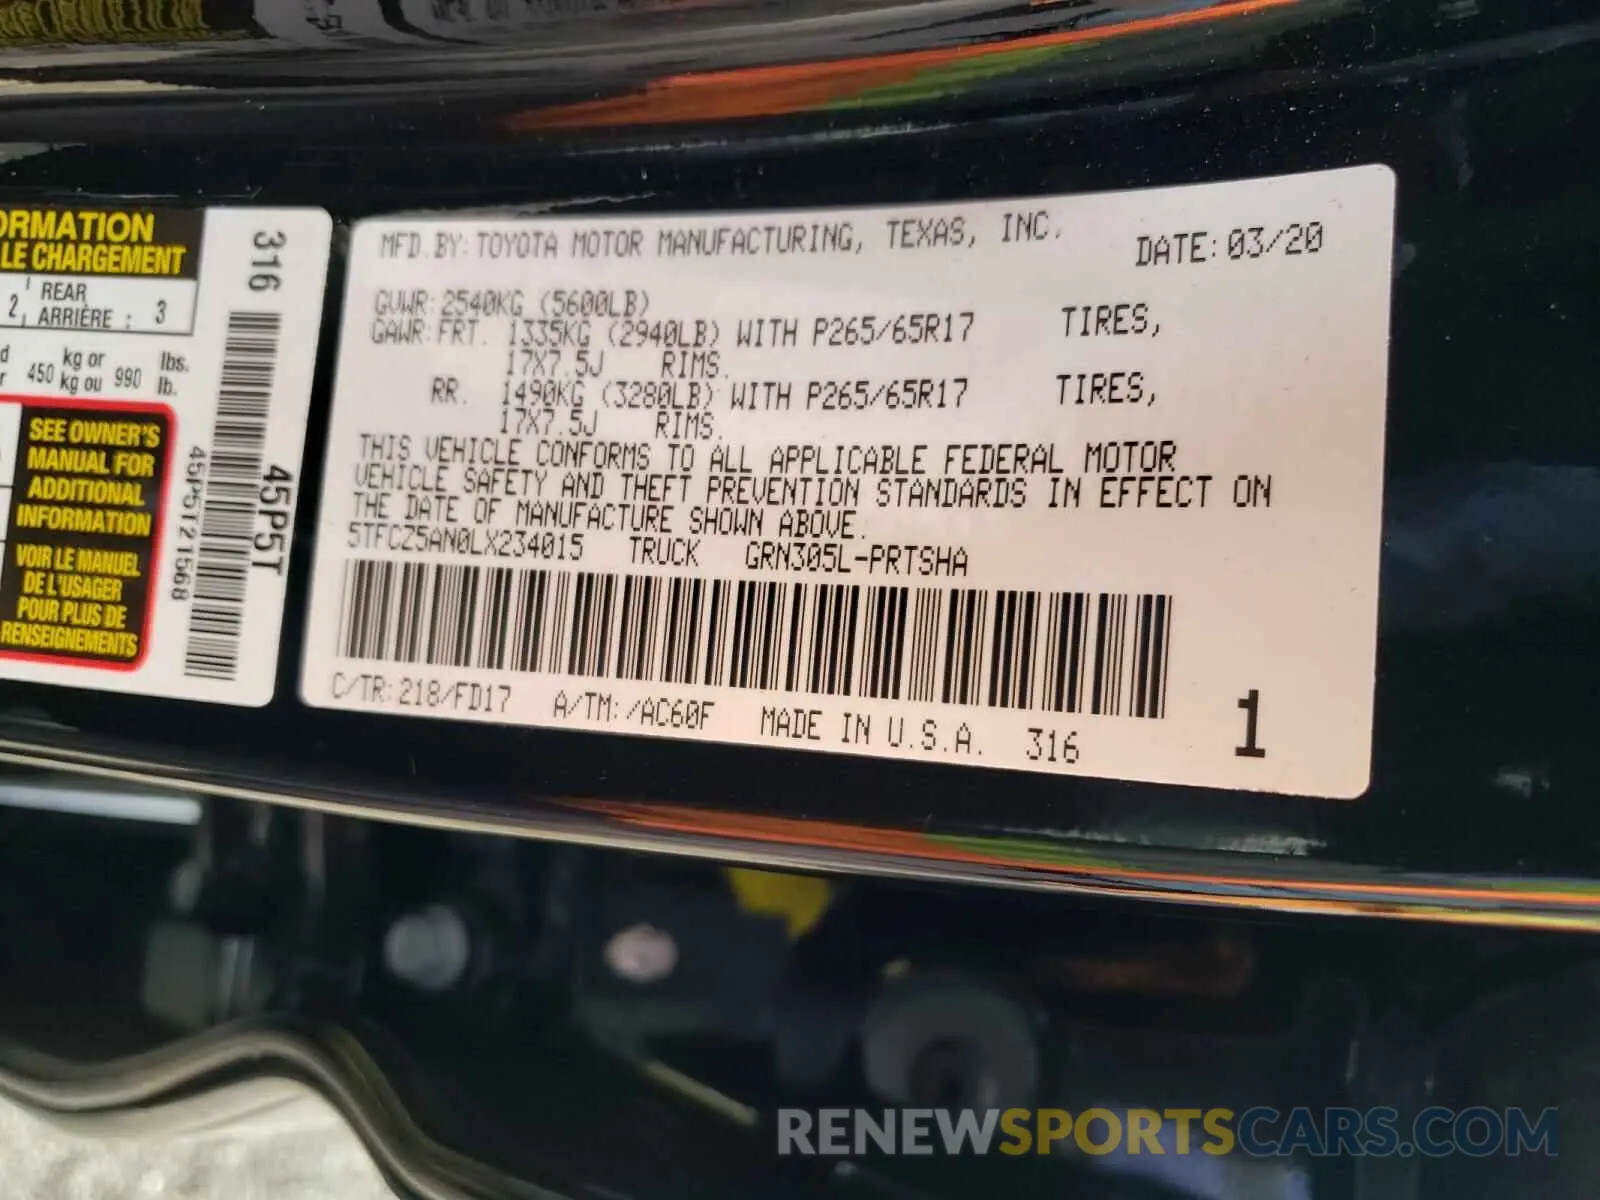 ORMATION
LE CHARGEMENT
2, REAR
ARRIÈRE : 3
450 kg or
kg ou 990 lbs.
lb.
SEE OWNER'S
MANUAL FOR
ADDITIONAL
INFORMATION
VOIR LE MANUEL
DE L'USAGER
POUR PLUS DE
RENSEIGNEMENTS
316
45P5T
45P5T21568
MFD.BY:TOYOTA MOTOR MANUFACTURING, TEXAS, INC. DATE:03/20
GVWR:2540KG (5600LB)
GAWR:FRT. 1335KG (2940LB) WITH P265/65R17 TIRES,
17X7.5J RIMS.
RR. 1490KG (3280LB) WITH P265/65R17 TIRES,
17X7.5J RIMS.
THIS VEHICLE CONFORMS TO ALL APPLICABLE FEDERAL MOTOR
VEHICLE SAFETY AND THEFT PREVENTION STANDARDS IN EFFECT ON
THE DATE OF MANUFACTURE SHOWN ABOVE.
5TFCZ5AN0LX234015 TRUCK GRN305L-PRTSHA
C/TR:218/FD17 A/TM:/AC60F MADE IN U.S.A. 316
1
RENEWSPORTSCARS.COM